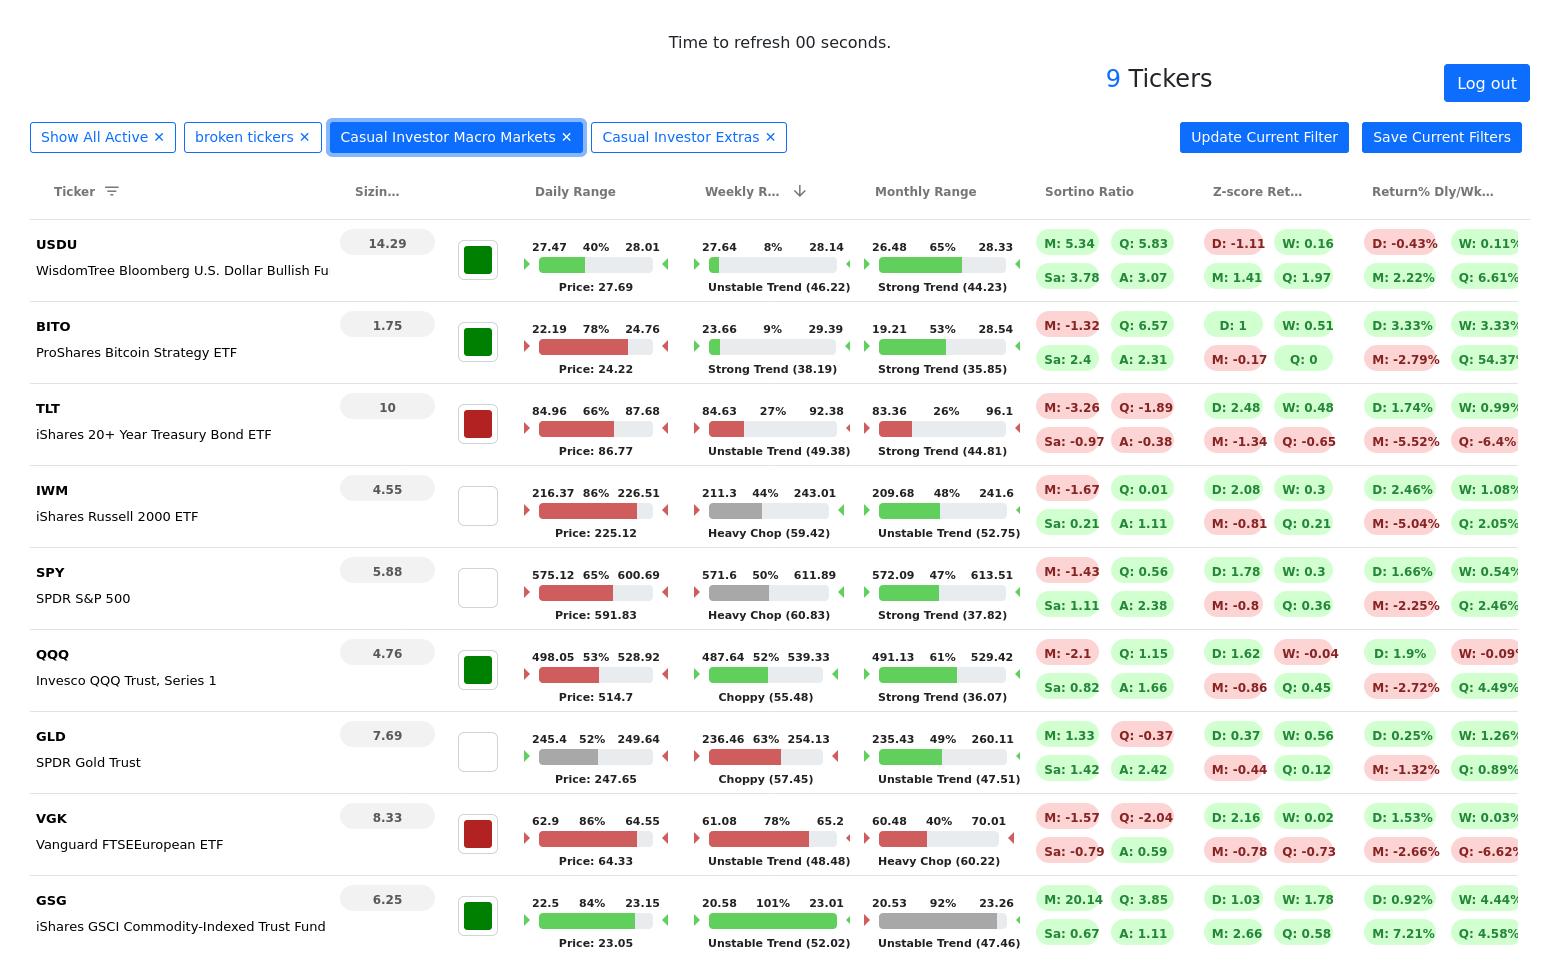 Time to refresh 00 seconds.
9 Tickers
Log out
Show All Active ✕ broken tickers ✕ Casual Investor Macro Markets ✕ Casual Investor Extras ✕ Update Current Filter Save Current Filters
Ticker Sizin... Daily Range Weekly R... Monthly Range Sortino Ratio Z-score Ret... Return% Dly/Wk...
USDU 14.29 27.47 40% 28.01 27.64 8% 28.14 26.48 65% 28.33 M: 5.34 Q: 5.83 D: -1.11 W: 0.16 D: -0.43% W: 0.11%
WisdomTree Bloomberg U.S. Dollar Bullish Fu Sa: 3.78 A: 3.07 M: 1.41 Q: 1.97 M: 2.22% Q: 6.61%
Price: 27.69 Unstable Trend (46.22) Strong Trend (44.23)
BITO 1.75 22.19 78% 24.76 23.66 9% 29.39 19.21 53% 28.54 M: -1.32 Q: 6.57 D: 1 W: 0.51 D: 3.33% W: 3.33%
ProShares Bitcoin Strategy ETF Sa: 2.4 A: 2.31 M: -0.17 Q: 0 M: -2.79% Q: 54.37%
Price: 24.22 Strong Trend (38.19) Strong Trend (35.85)
TLT 10 84.96 66% 87.68 84.63 27% 92.38 83.36 26% 96.1 M: -3.26 Q: -1.89 D: 2.48 W: 0.48 D: 1.74% W: 0.99%
iShares 20+ Year Treasury Bond ETF Sa: -0.97 A: -0.38 M: -1.34 Q: -0.65 M: -5.52% Q: -6.4%
Price: 86.77 Unstable Trend (49.38) Strong Trend (44.81)
IWM 4.55 216.37 86% 226.51 211.3 44% 243.01 209.68 48% 241.6 M: -1.67 Q: 0.01 D: 2.08 W: 0.3 D: 2.46% W: 1.08%
iShares Russell 2000 ETF Sa: 0.21 A: 1.11 M: -0.81 Q: 0.21 M: -5.04% Q: 2.05%
Price: 225.12 Heavy Chop (59.42) Unstable Trend (52.75)
SPY 5.88 575.12 65% 600.69 571.6 50% 611.89 572.09 47% 613.51 M: -1.43 Q: 0.56 D: 1.78 W: 0.3 D: 1.66% W: 0.54%
SPDR S&P 500 Sa: 1.11 A: 2.38 M: -0.8 Q: 0.36 M: -2.25% Q: 2.46%
Price: 591.83 Heavy Chop (60.83) Strong Trend (37.82)
QQQ 4.76 498.05 53% 528.92 487.64 52% 539.33 491.13 61% 529.42 M: -2.1 Q: 1.15 D: 1.62 W: -0.04 D: 1.9% W: -0.09%
Invesco QQQ Trust, Series 1 Sa: 0.82 A: 1.66 M: -0.86 Q: 0.45 M: -2.72% Q: 4.49%
Price: 514.7 Choppy (55.48) Strong Trend (36.07)
GLD 7.69 245.4 52% 249.64 236.46 63% 254.13 235.43 49% 260.11 M: 1.33 Q: -0.37 D: 0.37 W: 0.56 D: 0.25% W: 1.26%
SPDR Gold Trust Sa: 1.42 A: 2.42 M: -0.44 Q: 0.12 M: -1.32% Q: 0.89%
Price: 247.65 Choppy (57.45) Unstable Trend (47.51)
VGK 8.33 62.9 86% 64.55 61.08 78% 65.2 60.48 40% 70.01 M: -1.57 Q: -2.04 D: 2.16 W: 0.02 D: 1.53% W: 0.03%
Vanguard FTSEEuropean ETF Sa: -0.79 A: 0.59 M: -0.78 Q: -0.73 M: -2.66% Q: -6.62%
Price: 64.33 Unstable Trend (48.48) Heavy Chop (60.22)
GSG 6.25 22.5 84% 23.15 20.58 101% 23.01 20.53 92% 23.26 M: 20.14 Q: 3.85 D: 1.03 W: 1.78 D: 0.92% W: 4.44%
iShares GSCI Commodity-Indexed Trust Fund Sa: 0.67 A: 1.11 M: 2.66 Q: 0.58 M: 7.21% Q: 4.58%
Price: 23.05 Unstable Trend (52.02) Unstable Trend (47.46)